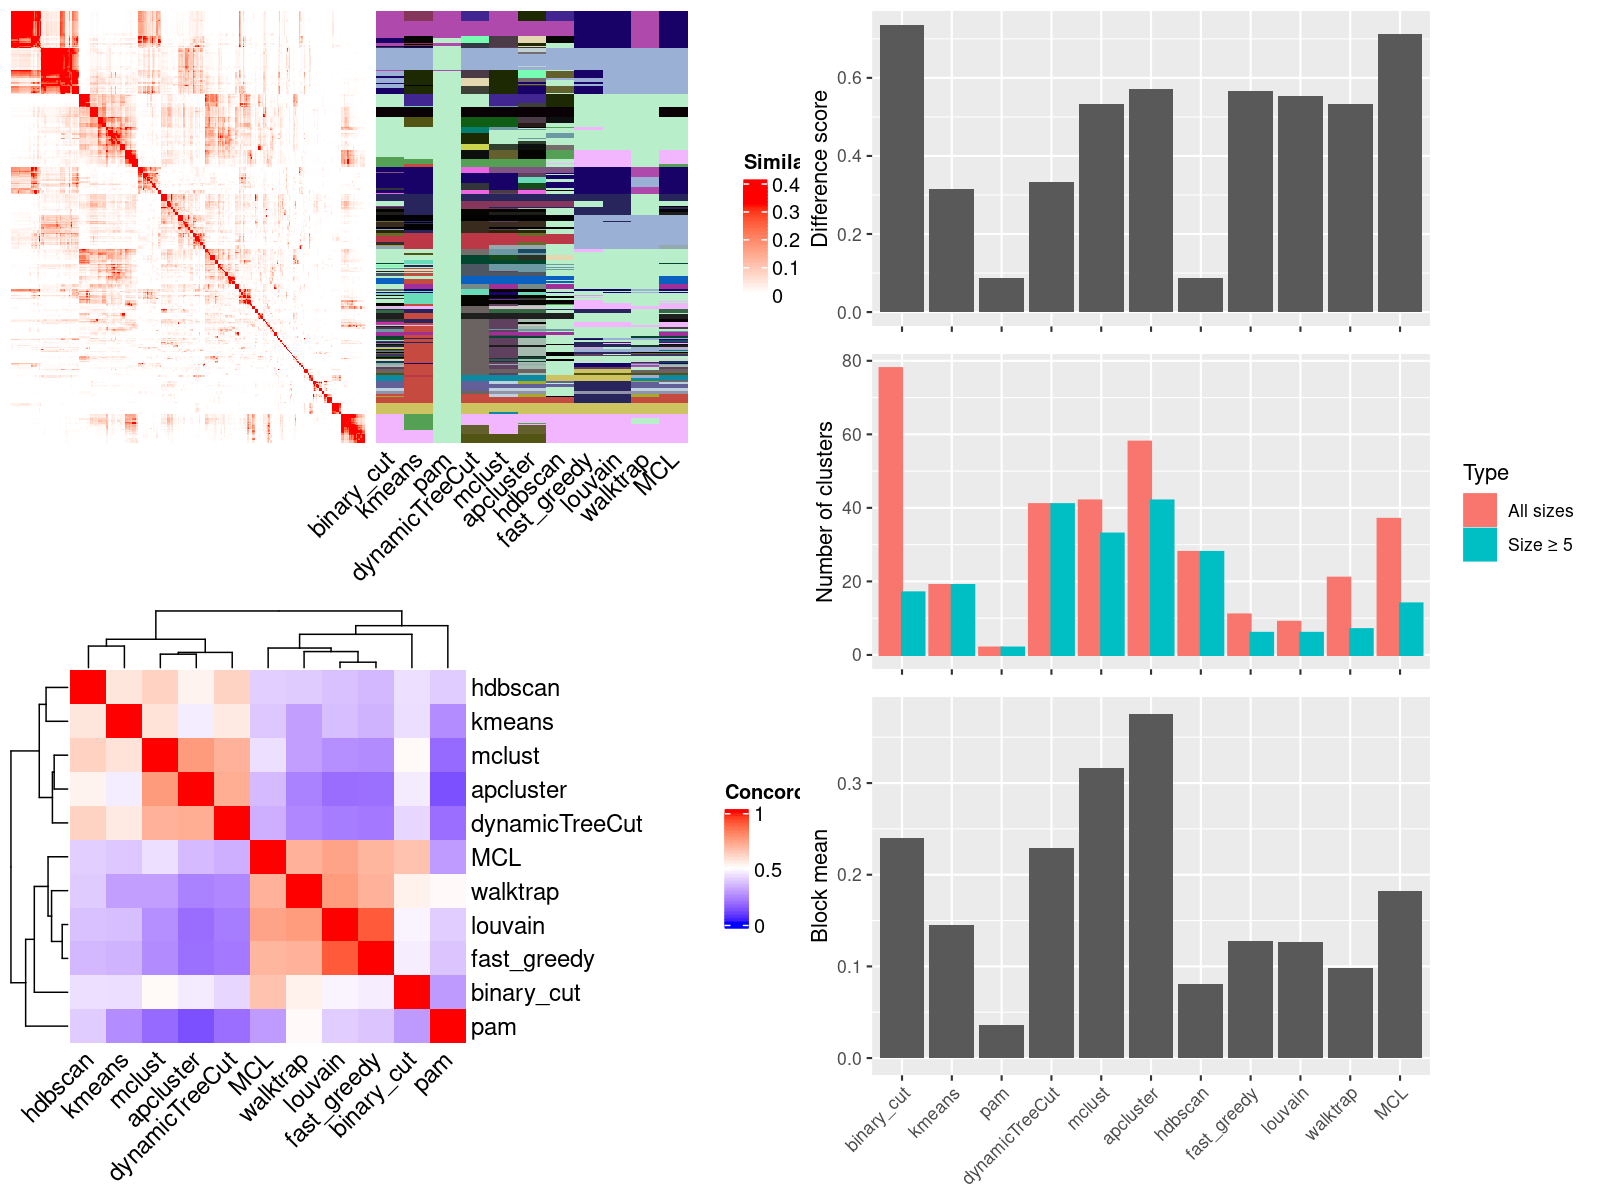 Simila
0.4
0.3
0.2
0.1
0
binary_cut
kmeans
pam
dynamicTreeCut
mclust
apcluster
hdbscan
fast_greedy
louvain
walktrap
MCL
hdbscan
kmeans
mclust
apcluster
dynamicTreeCut
MCL
walktrap
louvain
fast_greedy
binary_cut
pam
hdbscan
kmeans
mclust
apcluster
dynamicTreeCut
MCL
walktrap
louvain
fast_greedy
binary_cut
pam
Concord
1
0.5
0
Difference score
0.6
0.4
0.2
0.0
Number of clusters
80
60
40
20
0
Type
All sizes
Size ≥ 5
Block mean
0.3
0.2
0.1
0.0
binary_cut
kmeans
pam
dynamicTreeCut
mclust
apcluster
hdbscan
fast_greedy
louvain
walktrap
MCL